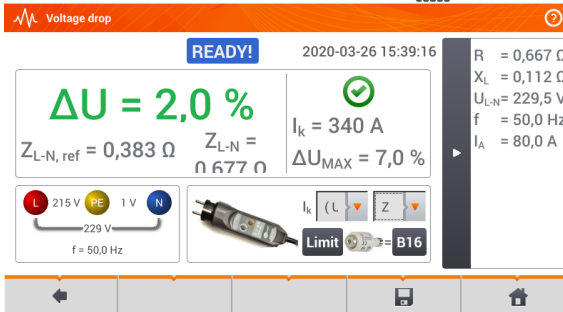 Voltage drop
READY! 2020-03-26 15:39:16
ΔU = 2,0 %
Z_L-N, ref = 0,383 Ω
Z_L-N =
0.677 Ω
I_k = 340 A
ΔU_MAX = 7,0 %
R = 0,667 Ω
X_L = 0,112 Ω
U_L-N = 229,5 V
f = 50,0 Hz
I_A = 80,0 A
L 215 V PE 1 V N
229 V
f = 50,0 Hz
I_k (L Z
Limit = B16